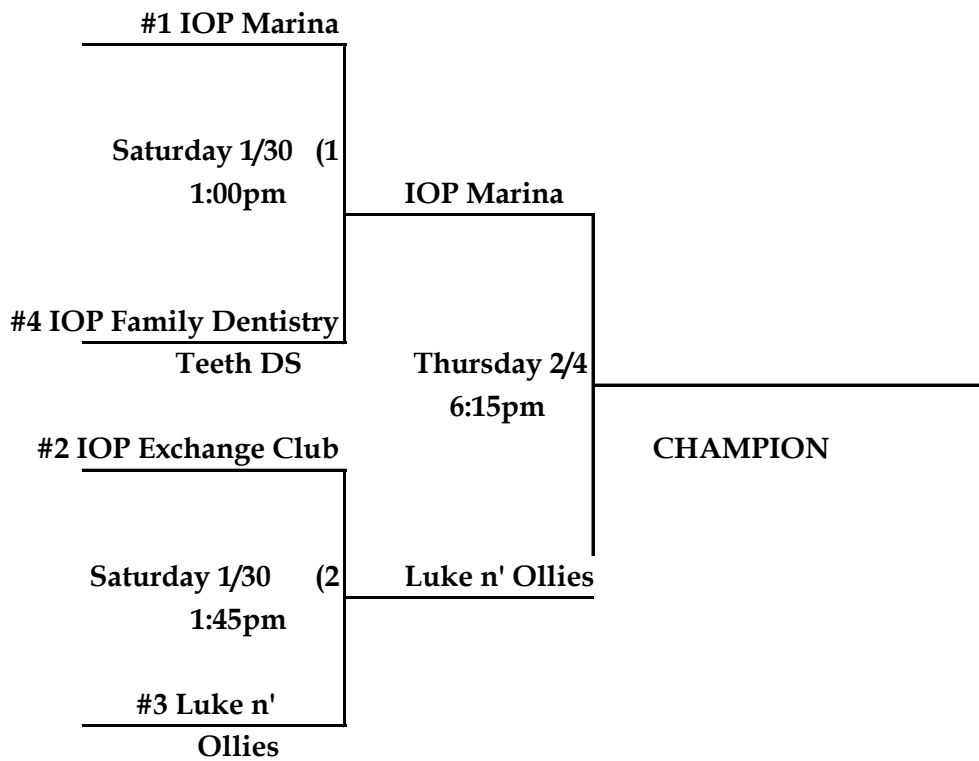 #1 IOP Marina
Saturday 1/30 (1
1:00pm
IOP Marina
#4 IOP Family Dentistry
Teeth DS
Thursday 2/4
6:15pm
#2 IOP Exchange Club
CHAMPION
Saturday 1/30 (2
Luke n' Ollies
1:45pm
#3 Luke n'
Ollies